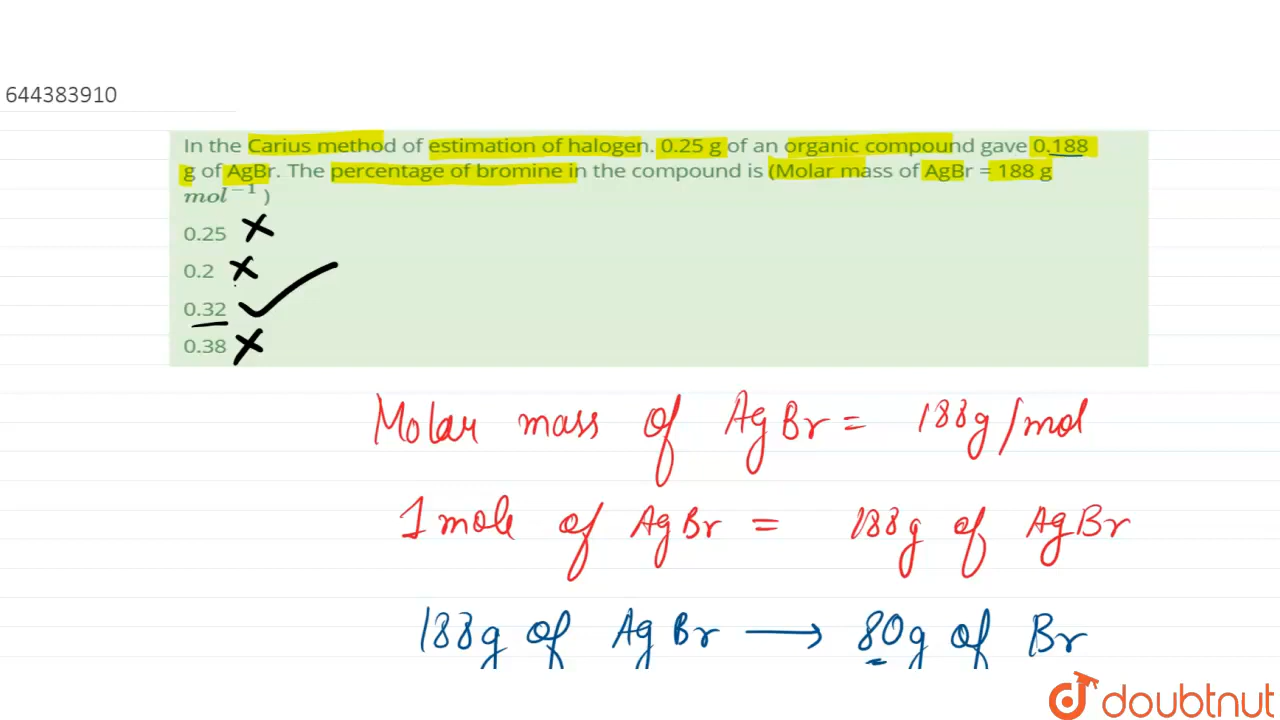 644383910
In the Carius method of estimation of halogen. 0.25 g of an organic compound gave 0.188
g of AgBr. The percentage of bromine in the compound is (Molar mass of AgBr = 188 g
mol⁻¹ )
0.25
0.2
0.32
0.38
Molar mass of AgBr = 188g/mol
1 mole of AgBr = 188g of AgBr
188g of AgBr → 80g of Br
doubtnut